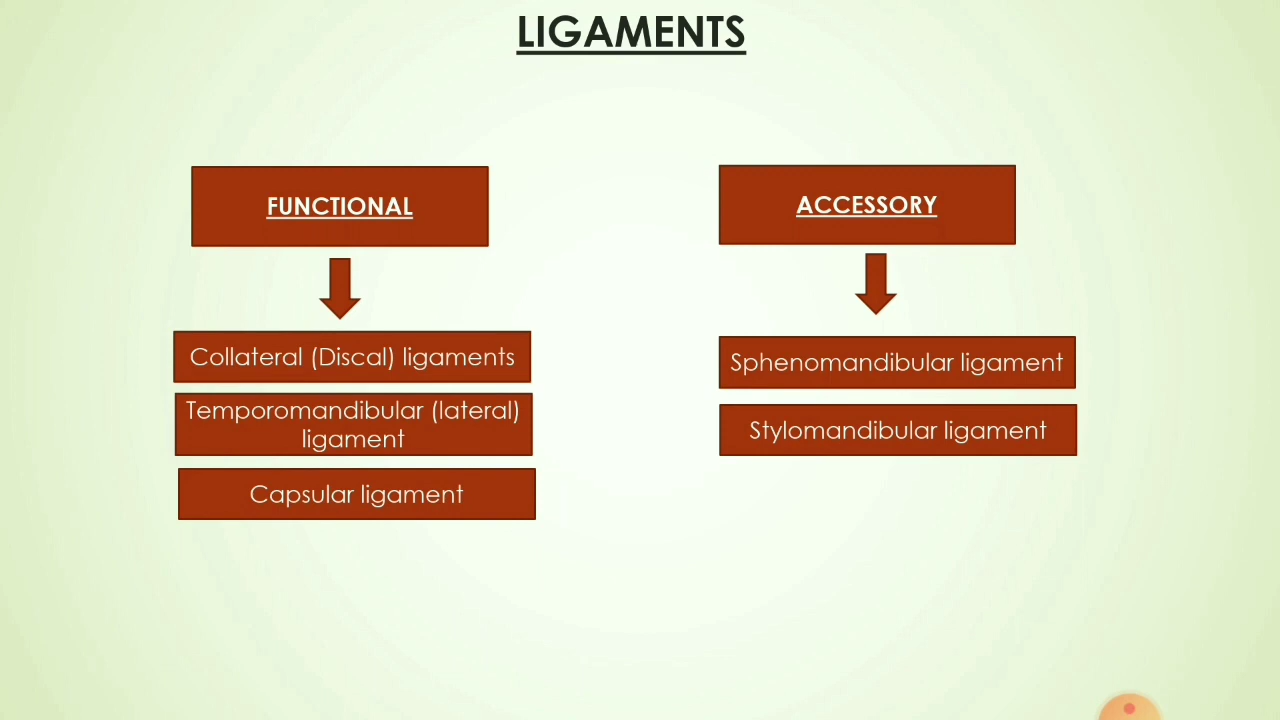 LIGAMENTS
FUNCTIONAL
Collateral (Discal) ligaments
Temporomandibular (lateral)
ligament
Capsular ligament
ACCESSORY
Sphenomandibular ligament
Stylomandibular ligament